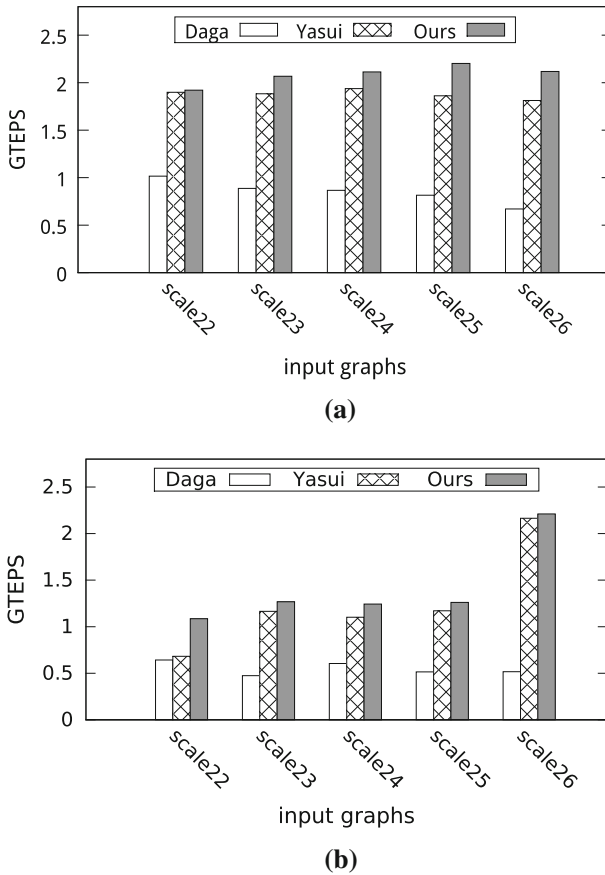 2.5
2
1.5
1
0.5
0
GTEPS
Daga Yasui Ours
scale22 scale23 scale24 scale25 scale26
input graphs
(a)
2.5
2
1.5
1
0.5
0
GTEPS
Daga Yasui Ours
scale22 scale23 scale24 scale25 scale26
input graphs
(b)